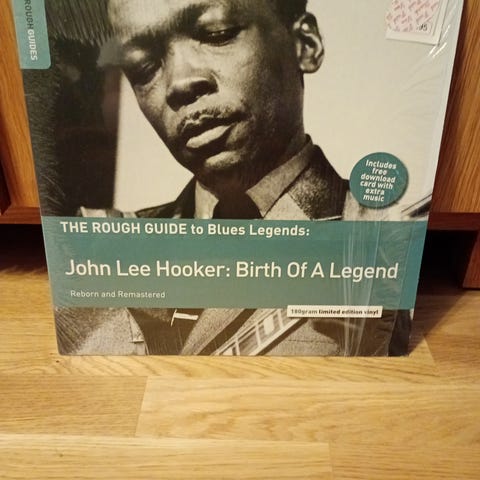 ROUGH GUIDES
Includes
free
download
card with
extra
music
THE ROUGH GUIDE to Blues Legends:
John Lee Hooker: Birth Of A Legend
Reborn and Remastered
180gram limited edition vinyl